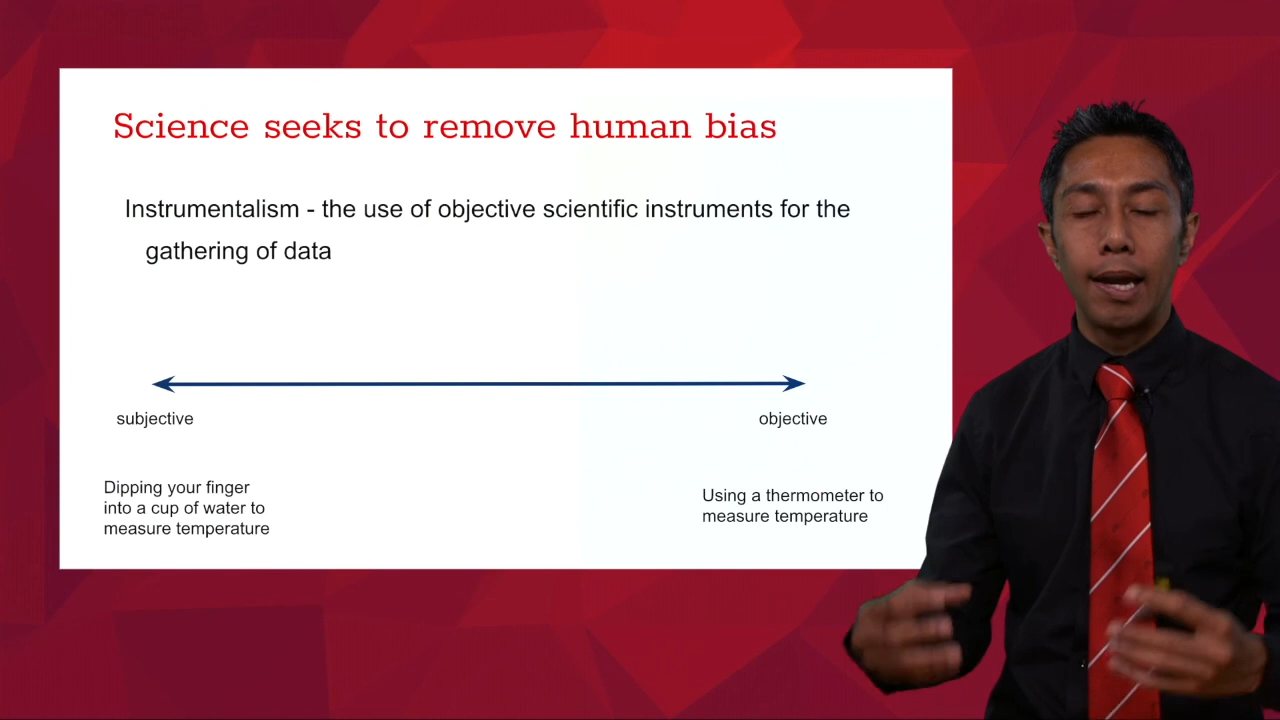 Science seeks to remove human bias
Instrumentalism - the use of objective scientific instruments for the
gathering of data
subjective
objective
Dipping your finger
into a cup of water to
measure temperature
Using a thermometer to
measure temperature